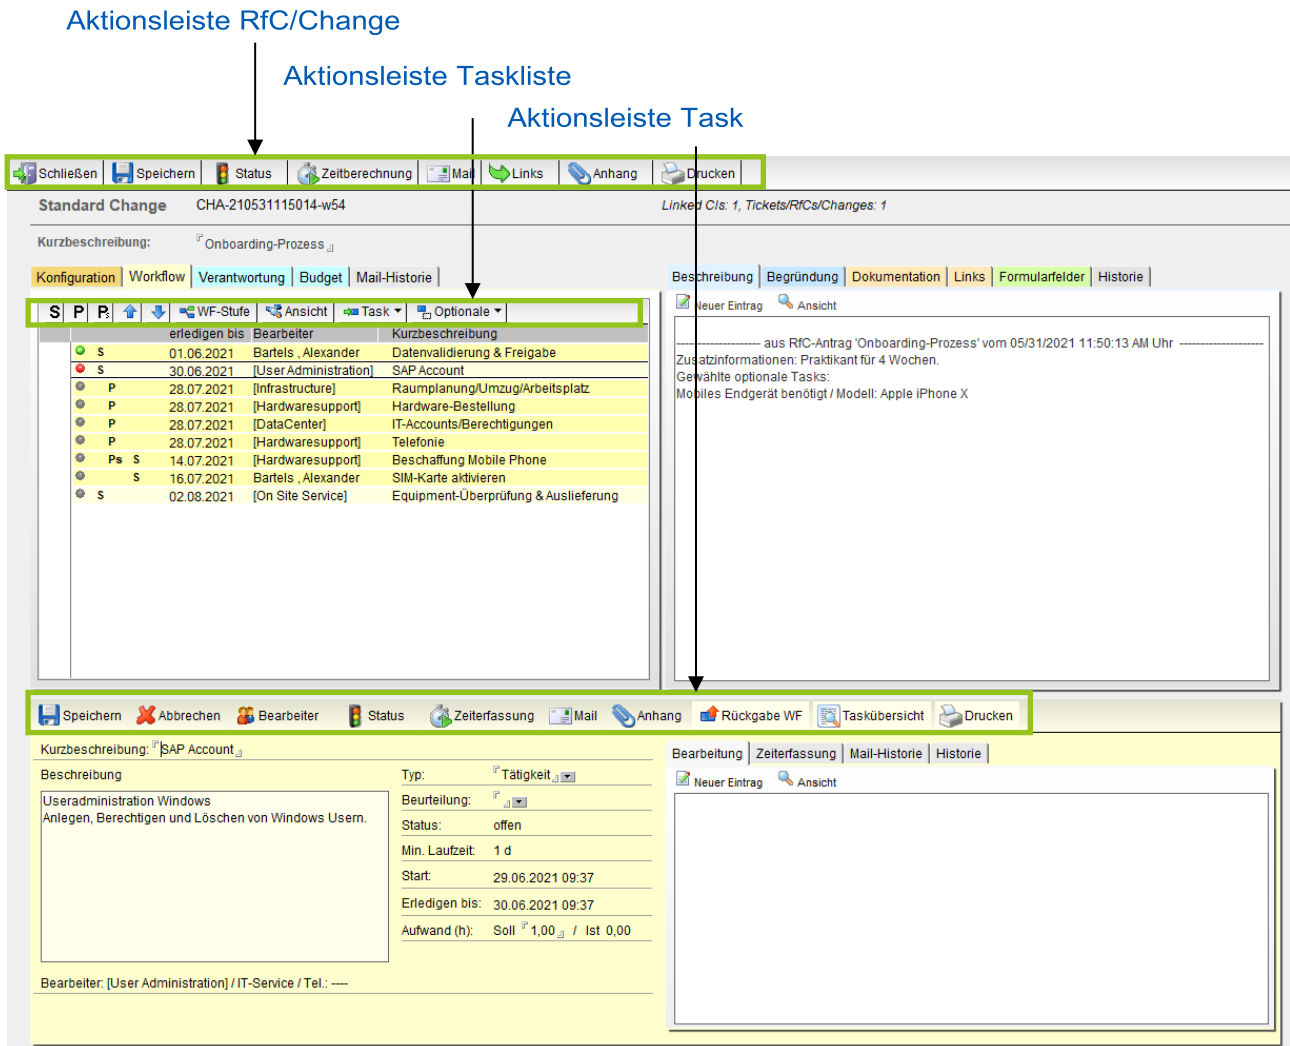 Aktionsleiste RfC/Change
Aktionsleiste Taskliste
Aktionsleiste Task
Schließen Speichern Status Zeitberechnung Mail Links Anhang Drucken
Standard Change CHA-210531115014-w54 Linked CIs: 1, Tickets/RfCs/Changes: 1
Kurzbeschreibung: Onboarding-Prozess
Konfiguration Workflow Verantwortung Budget Mail-Historie
S P Ps WF-Stufe Ansicht Task Optionale
erledigen bis Bearbeiter Kurzbeschreibung
S 01.06.2021 Bartels , Alexander Datenvalidierung & Freigabe
S 30.06.2021 [User Administration] SAP Account
P 28.07.2021 [Infrastructure] Raumplanung/Umzug/Arbeitsplatz
P 28.07.2021 [Hardwaresupport] Hardware-Bestellung
P 28.07.2021 [DataCenter] IT-Accounts/Berechtigungen
P 28.07.2021 [Hardwaresupport] Telefonie
Ps S 14.07.2021 [Hardwaresupport] Beschaffung Mobile Phone
S 16.07.2021 Bartels , Alexander SIM-Karte aktivieren
S 02.08.2021 [On Site Service] Equipment-Überprüfung & Auslieferung
Beschreibung Begründung Dokumentation Links Formularfelder Historie
Neuer Eintrag Ansicht
--------------------- aus RfC-Antrag 'Onboarding-Prozess' vom 05/31/2021 11:50:13 AM Uhr ---------------------
Zusatzinformationen: Praktikant für 4 Wochen.
Gewählte optionale Tasks:
Mobiles Endgerät benötigt / Modell: Apple iPhone X
Speichern Abbrechen Bearbeiter Status Zeiterfassung Mail Anhang Rückgabe WF Taskübersicht Drucken
Kurzbeschreibung: SAP Account
Beschreibung
Useradministration Windows
Anlegen, Berechtigen und Löschen von Windows Usern.
Typ: Tätigkeit
Beurteilung:
Status: offen
Min. Laufzeit: 1 d
Start: 29.06.2021 09:37
Erledigen bis: 30.06.2021 09:37
Aufwand (h): Soll 1,00 / Ist 0,00
Bearbeiter: [User Administration] / IT-Service / Tel.: ----
Bearbeitung Zeiterfassung Mail-Historie Historie
Neuer Eintrag Ansicht